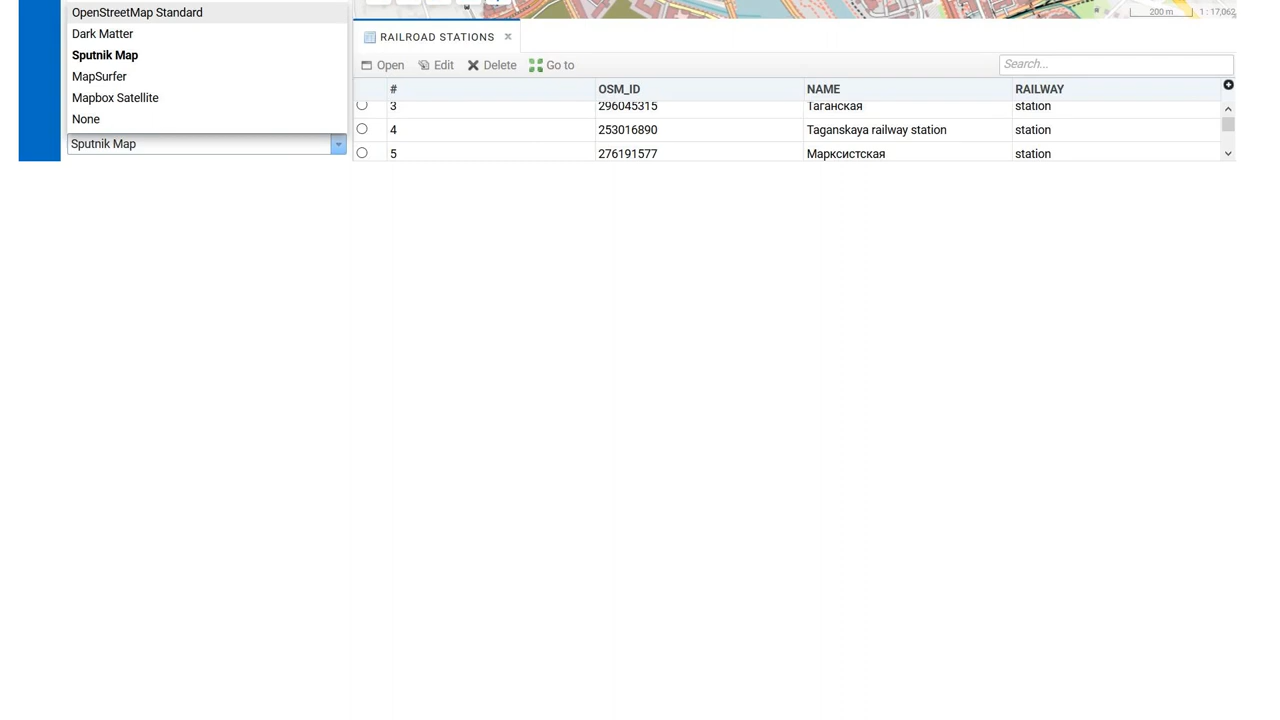 OpenStreetMap Standard
Dark Matter
Sputnik Map
MapSurfer
Mapbox Satellite
None
Sputnik Map
200 m 1 : 17,062
RAILROAD STATIONS
Open Edit Delete Go to Search...
# OSM_ID NAME RAILWAY
3 296045315 Таганская station
4 253016890 Taganskaya railway station station
5 276191577 Марксистская station